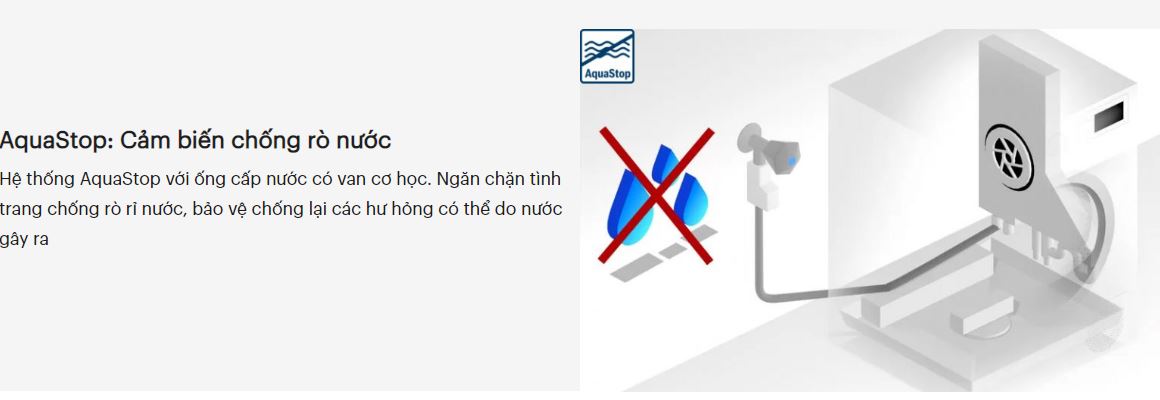 AquaStop
AquaStop: Cảm biến chống rò nước
Hệ thống AquaStop với ống cấp nước có van cơ học. Ngăn chặn tình
trang chống rò rỉ nước, bảo vệ chống lại các hư hỏng có thể do nước
gây ra